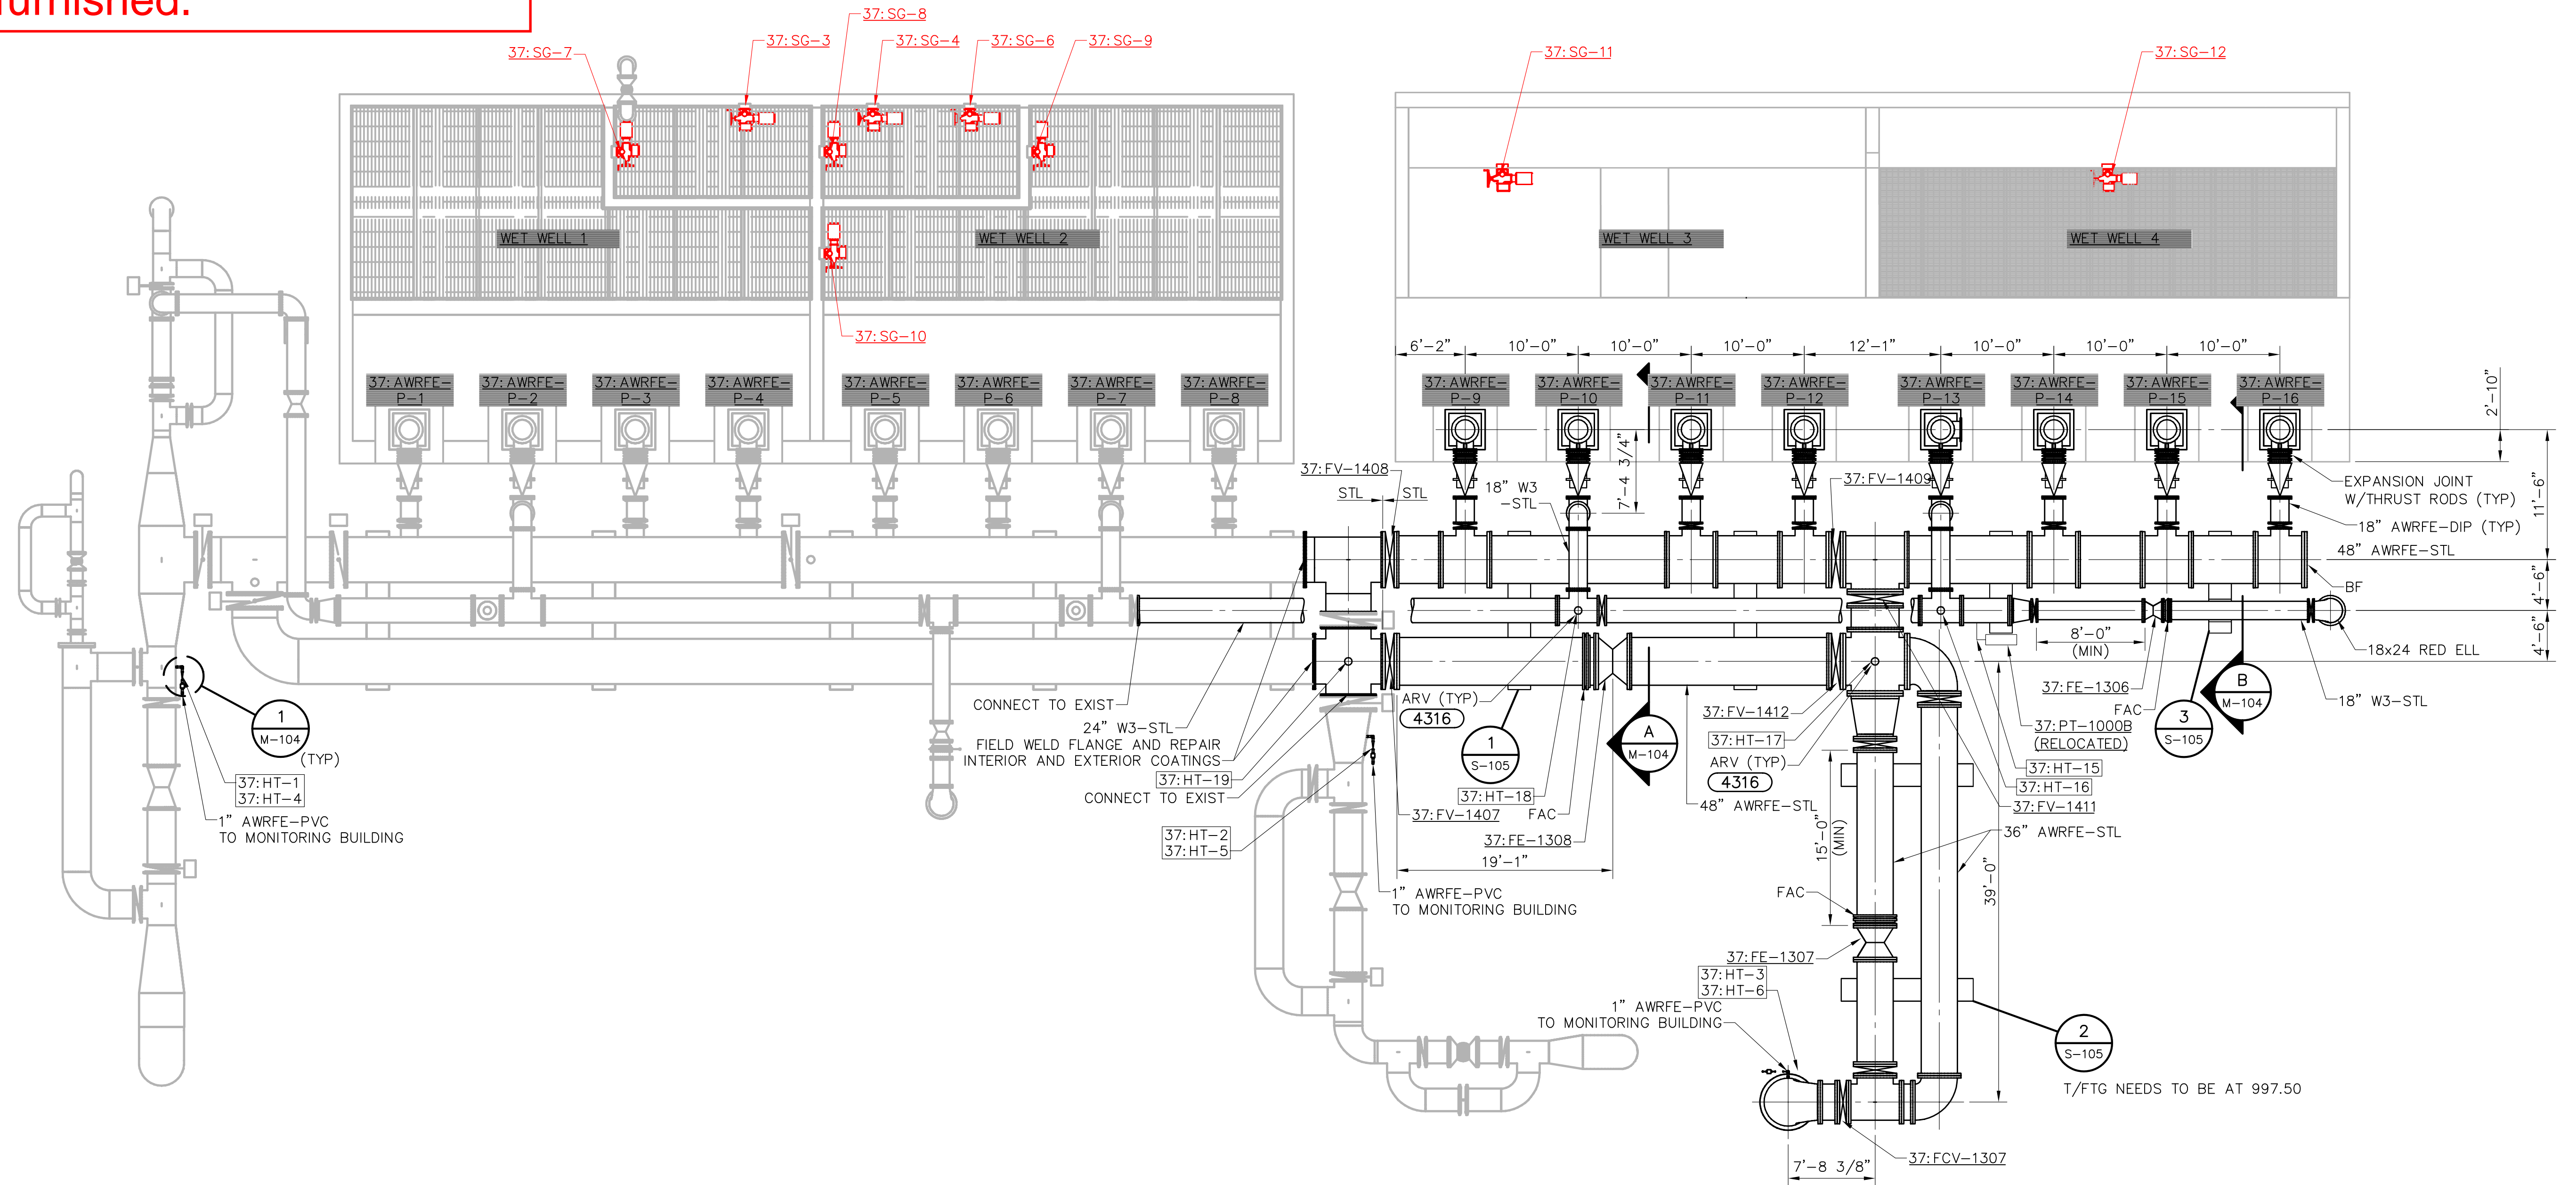 furnished.
37:SG-8
37:SG-7
37:SG-3
37:SG-4
37:SG-6
37:SG-9
37:SG-11
37:SG-12
WET WELL 1
WET WELL 2
WET WELL 3
WET WELL 4
37:SG-10
6'-2"
10'-0"
10'-0"
10'-0"
12'-1"
10'-0"
10'-0"
10'-0"
37:AWRFE-
P-1
37:AWRFE-
P-2
37:AWRFE-
P-3
37:AWRFE-
P-4
37:AWRFE-
P-5
37:AWRFE-
P-6
37:AWRFE-
P-7
37:AWRFE-
P-8
37:AWRFE-
P-9
37:AWRFE-
P-10
37:AWRFE-
P-11
37:AWRFE-
P-12
37:AWRFE-
P-13
37:AWRFE-
P-14
37:AWRFE-
P-15
37:AWRFE-
P-16
2'-10"
11'-6"
4'-6"
4'-6"
7'-4 3/4"
37:FV-1408
STL
STL
18" W3
-STL
37:FV-1409
EXPANSION JOINT
W/THRUST RODS (TYP)
18" AWRFE-DIP (TYP)
48" AWRFE-STL
BF
8'-0"
(MIN)
18x24 RED ELL
18" W3-STL
37:FE-1306
FAC
B
M-104
3
S-105
37:PT-1000B
(RELOCATED)
37:HT-15
37:HT-16
37:FV-1411
36" AWRFE-STL
CONNECT TO EXIST
24" W3-STL
FIELD WELD FLANGE AND REPAIR
INTERIOR AND EXTERIOR COATINGS
37:HT-19
CONNECT TO EXIST
37:HT-2
37:HT-5
1
M-104
(TYP)
37:HT-1
37:HT-4
1" AWRFE-PVC
TO MONITORING BUILDING
ARV (TYP)
4316
1
S-105
37:HT-18
FAC
37:FV-1407
37:FE-1308
19'-1"
A
M-104
48" AWRFE-STL
37:FV-1412
37:HT-17
ARV (TYP)
4316
15'-0"
(MIN)
39'-0"
1" AWRFE-PVC
TO MONITORING BUILDING
FAC
37:FE-1307
37:HT-3
37:HT-6
1" AWRFE-PVC
TO MONITORING BUILDING
2
S-105
T/FTG NEEDS TO BE AT 997.50
37:FCV-1307
7'-8 3/8"